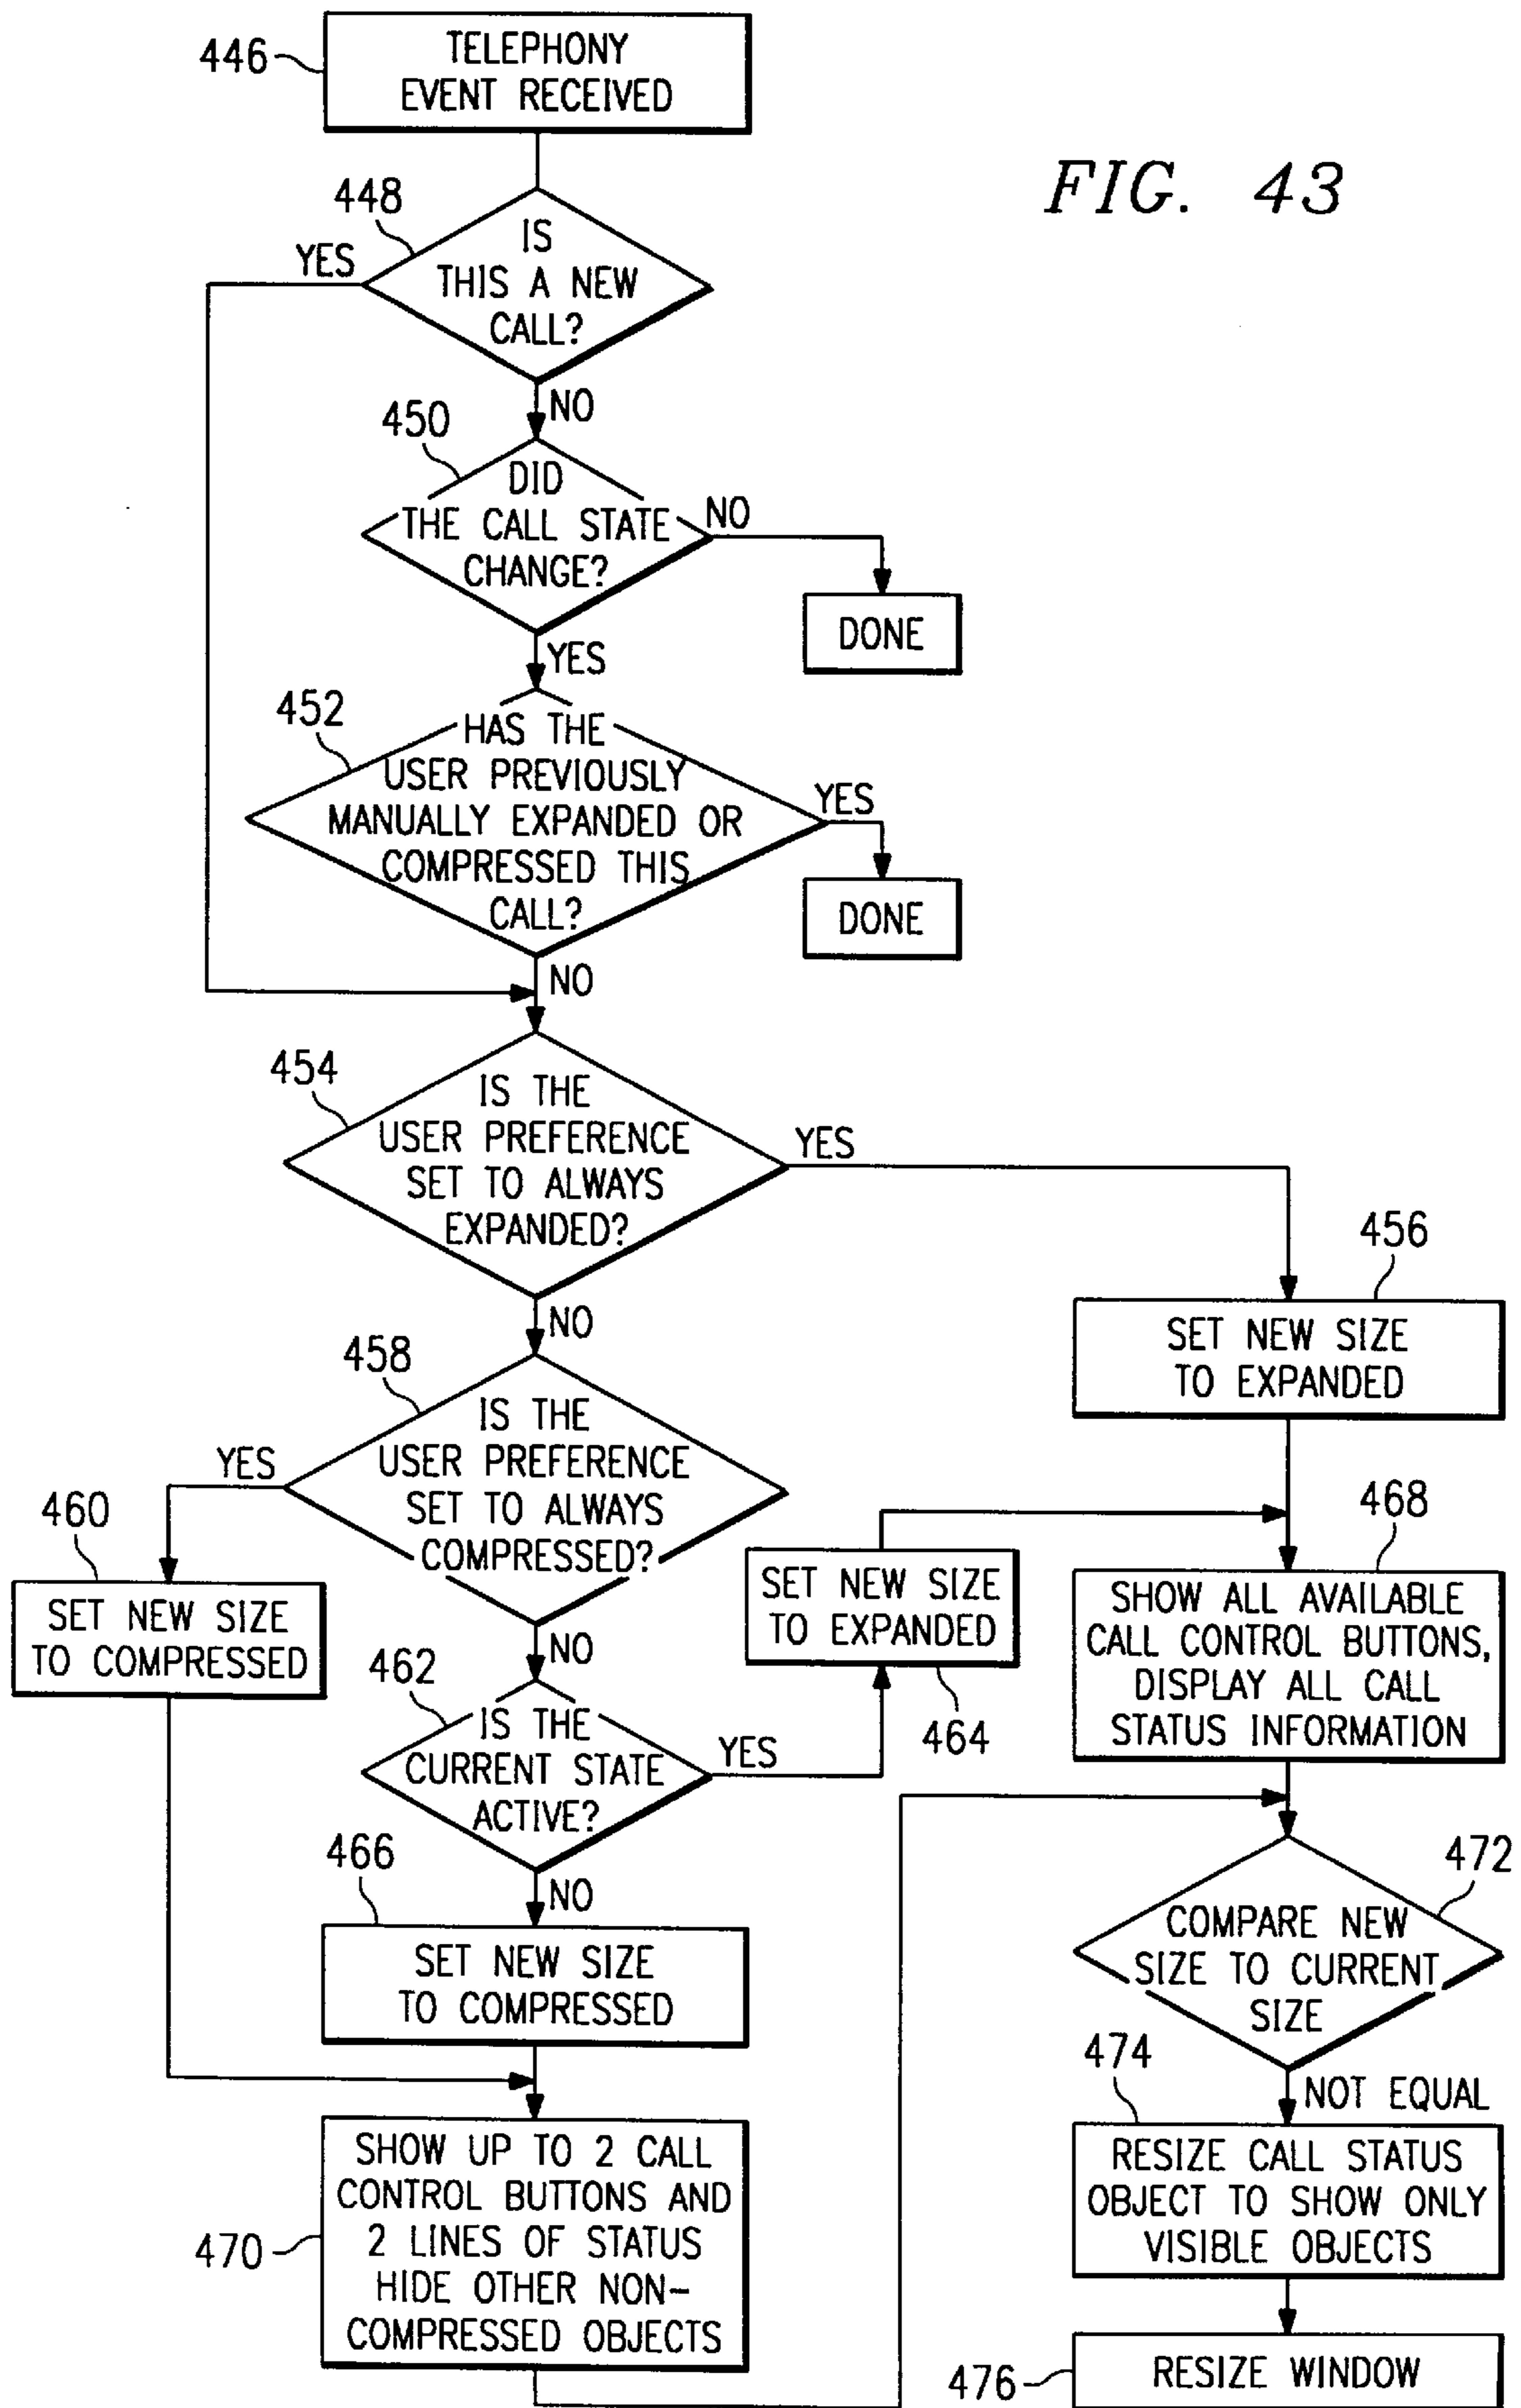 446
TELEPHONY
EVENT RECEIVED
FIG. 43
448
IS
THIS A NEW
CALL?
YES
NO
450
DID
THE CALL STATE
CHANGE?
NO
DONE
YES
452
HAS THE
USER PREVIOUSLY
MANUALLY EXPANDED OR
COMPRESSED THIS
CALL?
YES
DONE
NO
454
IS THE
USER PREFERENCE
SET TO ALWAYS
EXPANDED?
YES
456
SET NEW SIZE
TO EXPANDED
NO
458
IS THE
USER PREFERENCE
SET TO ALWAYS
COMPRESSED?
YES
460
SET NEW SIZE
TO COMPRESSED
NO
462
IS THE
CURRENT STATE
ACTIVE?
YES
SET NEW SIZE
TO EXPANDED
464
468
SHOW ALL AVAILABLE
CALL CONTROL BUTTONS,
DISPLAY ALL CALL
STATUS INFORMATION
NO
466
SET NEW SIZE
TO COMPRESSED
470
SHOW UP TO 2 CALL
CONTROL BUTTONS AND
2 LINES OF STATUS
HIDE OTHER NON-
COMPRESSED OBJECTS
472
COMPARE NEW
SIZE TO CURRENT
SIZE
NOT EQUAL
474
RESIZE CALL STATUS
OBJECT TO SHOW ONLY
VISIBLE OBJECTS
476
RESIZE WINDOW